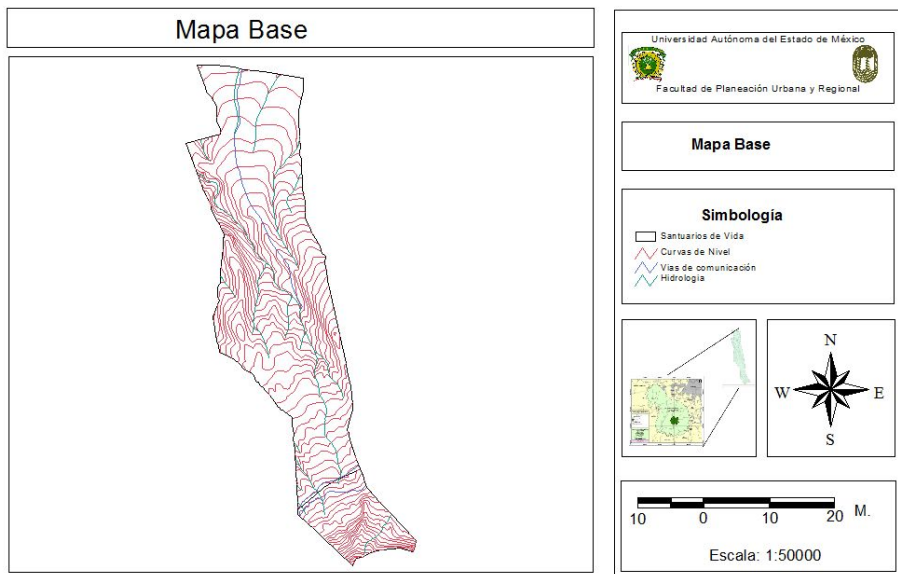 Mapa Base
Universidad Autónoma del Estado de México
Facultad de Planeación Urbana y Regional
Mapa Base
Simbología
Santuarios de Vida
Curvas de Nivel
Vias de comunicación
Hidrología
N
W E
S
10 0 10 20 M.
Escala: 1:50000